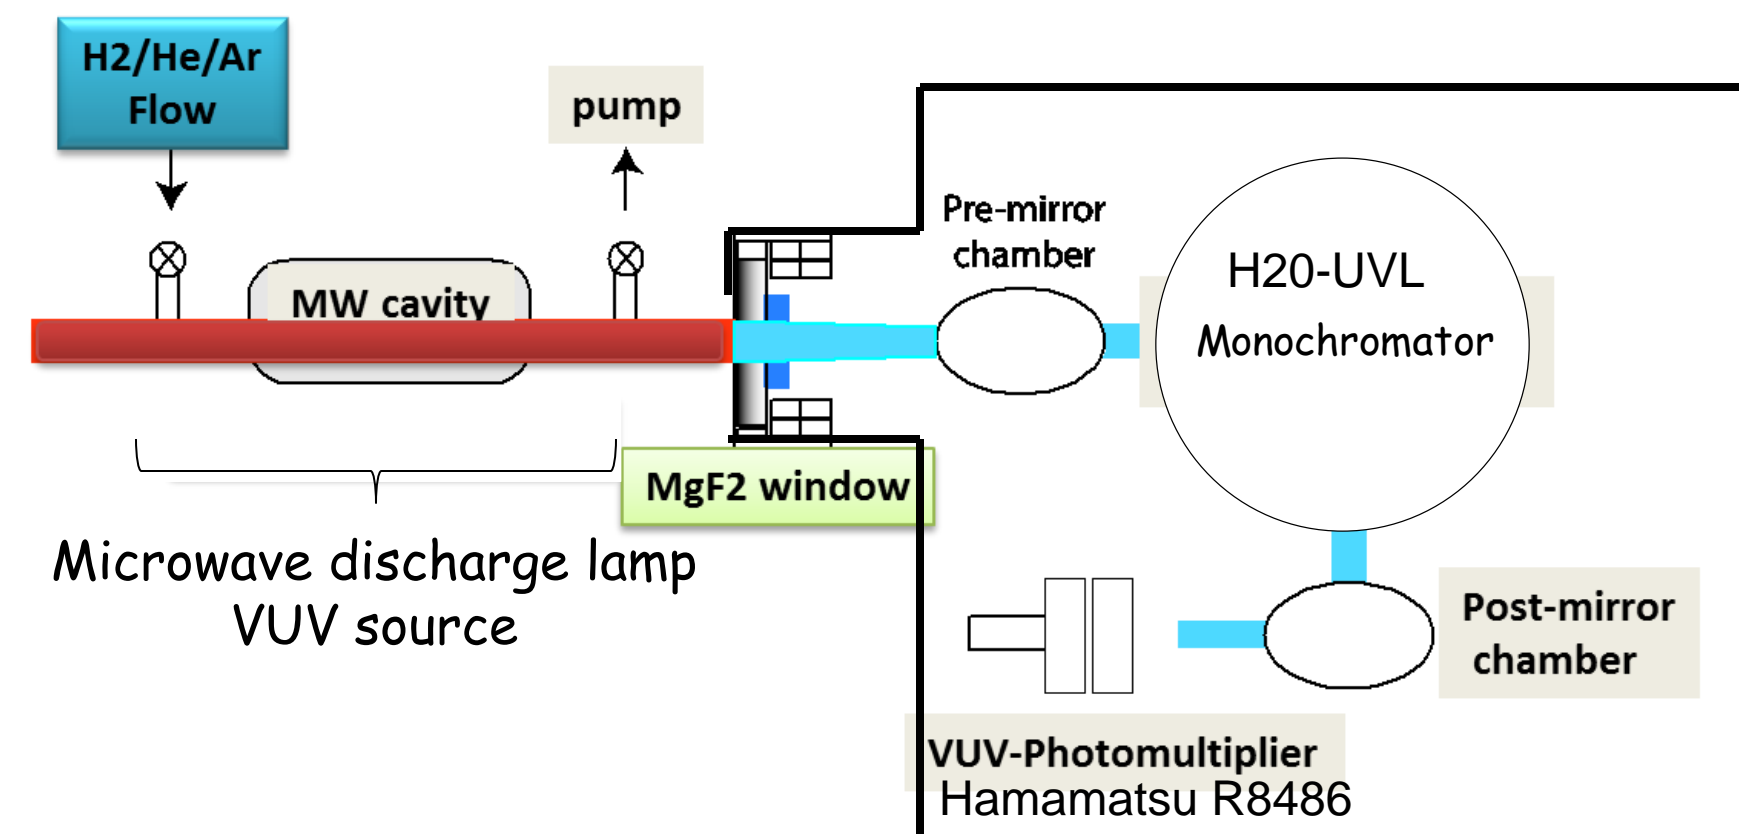 H2/He/Ar
Flow
pump
Pre-mirror
chamber
H20-UVL
Monochromator
MW cavity
MgF2 window
Microwave discharge lamp
VUV source
Post-mirror
chamber
VUV-Photomultiplier
Hamamatsu R8486